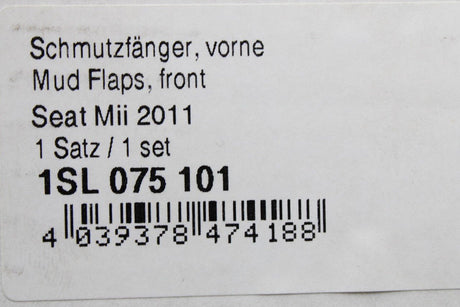 Schmutzfänger, vorne
Mud Flaps, front
Seat Mii 2011
1 Satz / 1 set
1SL 075 101
4 039378 474188